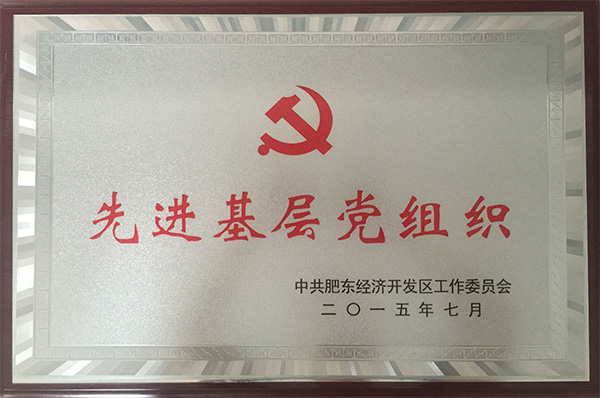 先进基层党组织
中共肥东经济开发区工作委员会
二〇一五年七月